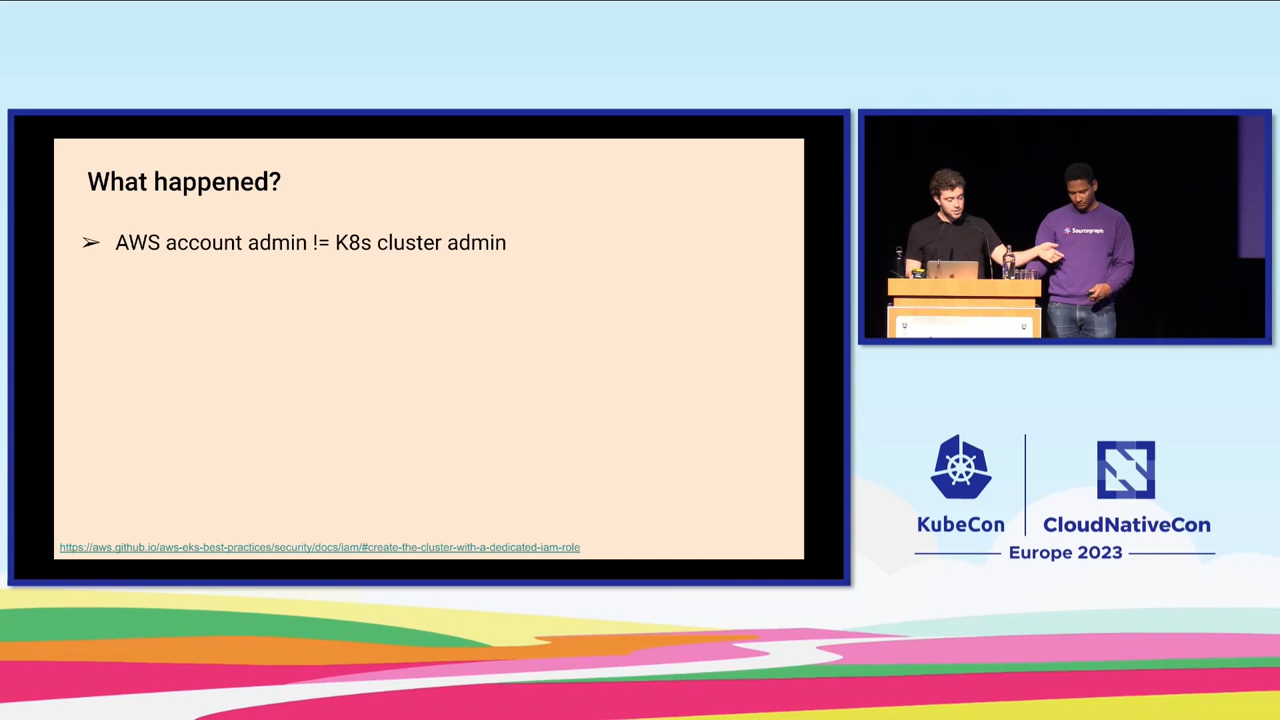 What happened?
➢ AWS account admin != K8s cluster admin
https://aws.github.io/aws-eks-best-practices/security/docs/iam/#create-the-cluster-with-a-dedicated-iam-role
Sourcegraph
KubeCon
CloudNativeCon
Europe 2023